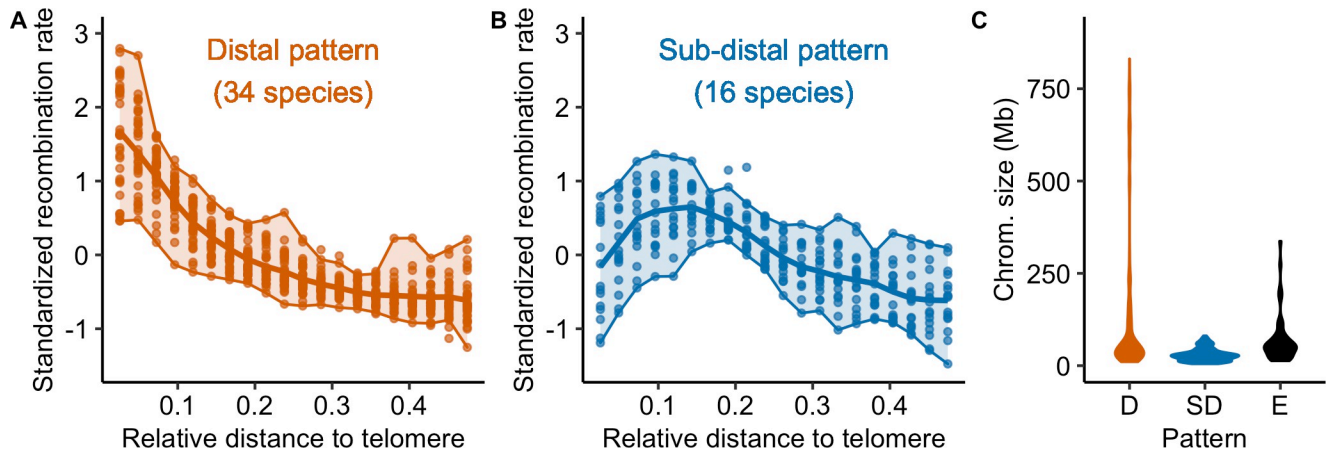 A
Standardized recombination rate
3
2
1
0
-1
Distal pattern
(34 species)
0.1 0.2 0.3 0.4
Relative distance to telomere
B
Standardized recombination rate
3
2
1
0
-1
Sub-distal pattern
(16 species)
0.1 0.2 0.4
Relative distance to telomere
C
Chrom. size (Mb)
750
500
250
0
D SD E
Pattern